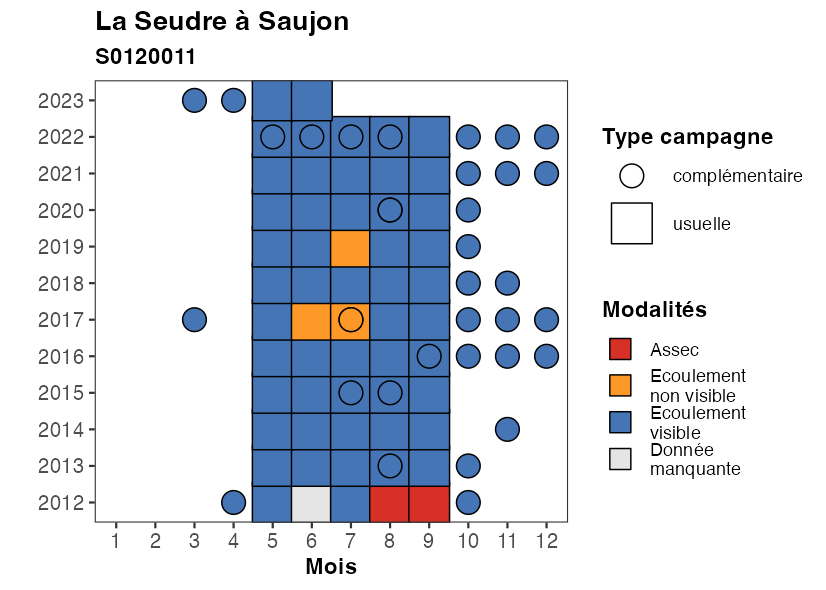 La Seudre à Saujon
S0120011
2023
2022
2021
2020
2019
2018
2017
2016
2015
2014
2013
2012
1 2 3 4 5 6 7 8 9 10 11 12
Mois
Type campagne
complémentaire
usuelle
Modalités
Assec
Ecoulement
non visible
Ecoulement
visible
Donnée
manquante